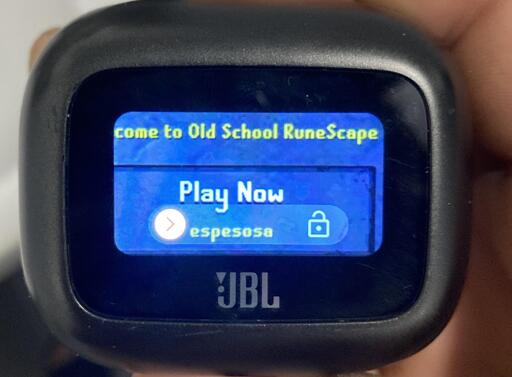 come to Old School RuneScape
Play Now
espesosa
JBL